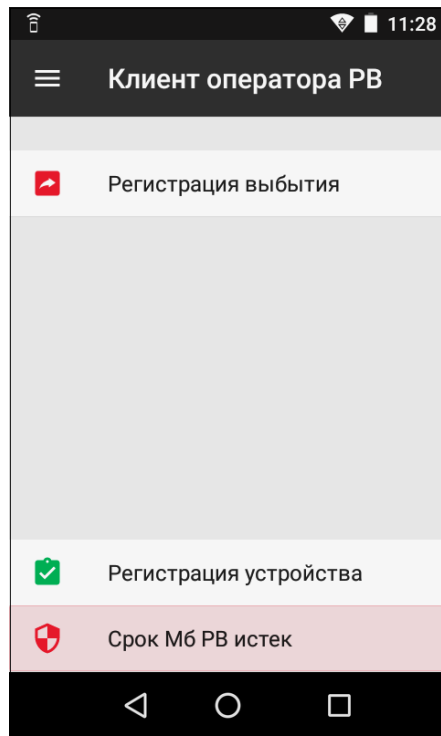 11:28
Клиент оператора РВ
Регистрация выбытия
Регистрация устройства
Срок Мб РВ истек